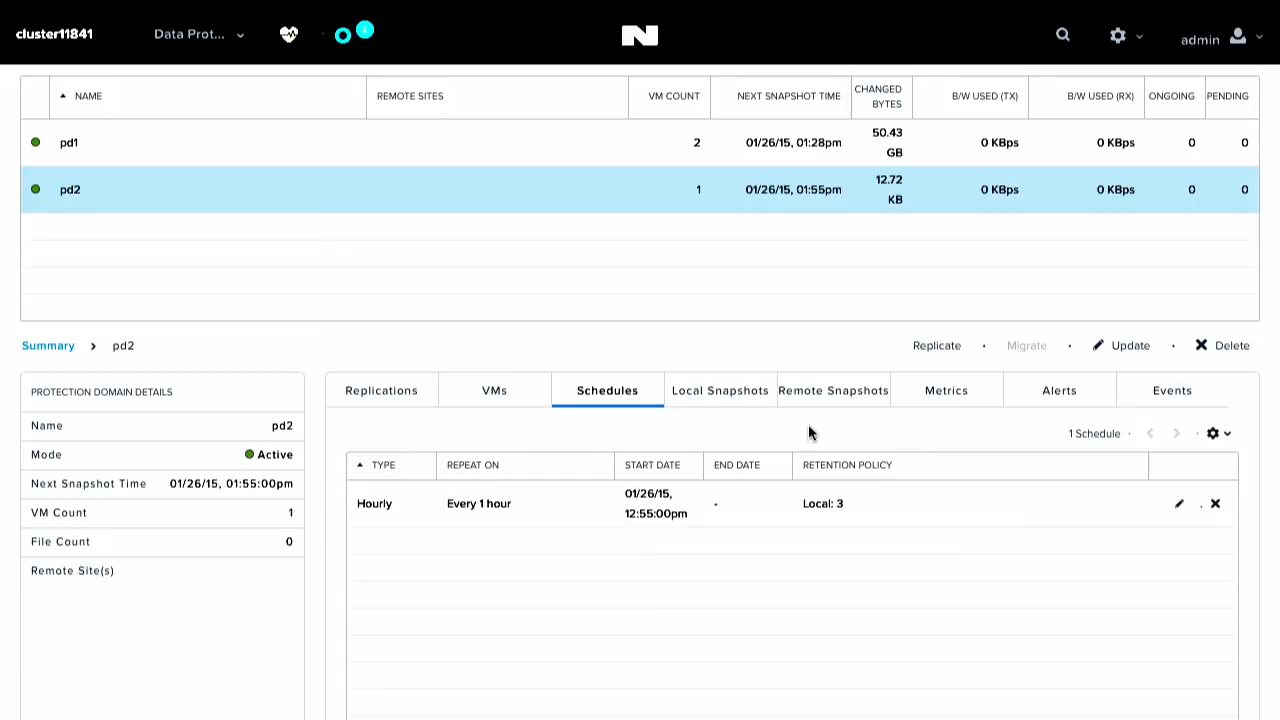 cluster11841
Data Prot...
admin
NAME REMOTE SITES VM COUNT NEXT SNAPSHOT TIME CHANGED BYTES B/W USED (TX) B/W USED (RX) ONGOING PENDING
pd1 2 01/26/15, 01:28pm 50.43 GB 0 KBps 0 KBps 0 0
pd2 1 01/26/15, 01:55pm 12.72 KB 0 KBps 0 KBps 0 0
Summary pd2
Replicate · Migrate · Update · Delete
PROTECTION DOMAIN DETAILS
Name pd2
Mode Active
Next Snapshot Time 01/26/15, 01:55:00pm
VM Count 1
File Count 0
Remote Site(s)
Replications VMs Schedules Local Snapshots Remote Snapshots Metrics Alerts Events
1 Schedule
TYPE REPEAT ON START DATE END DATE RETENTION POLICY
Hourly Every 1 hour 01/26/15, 12:55:00pm - Local: 3